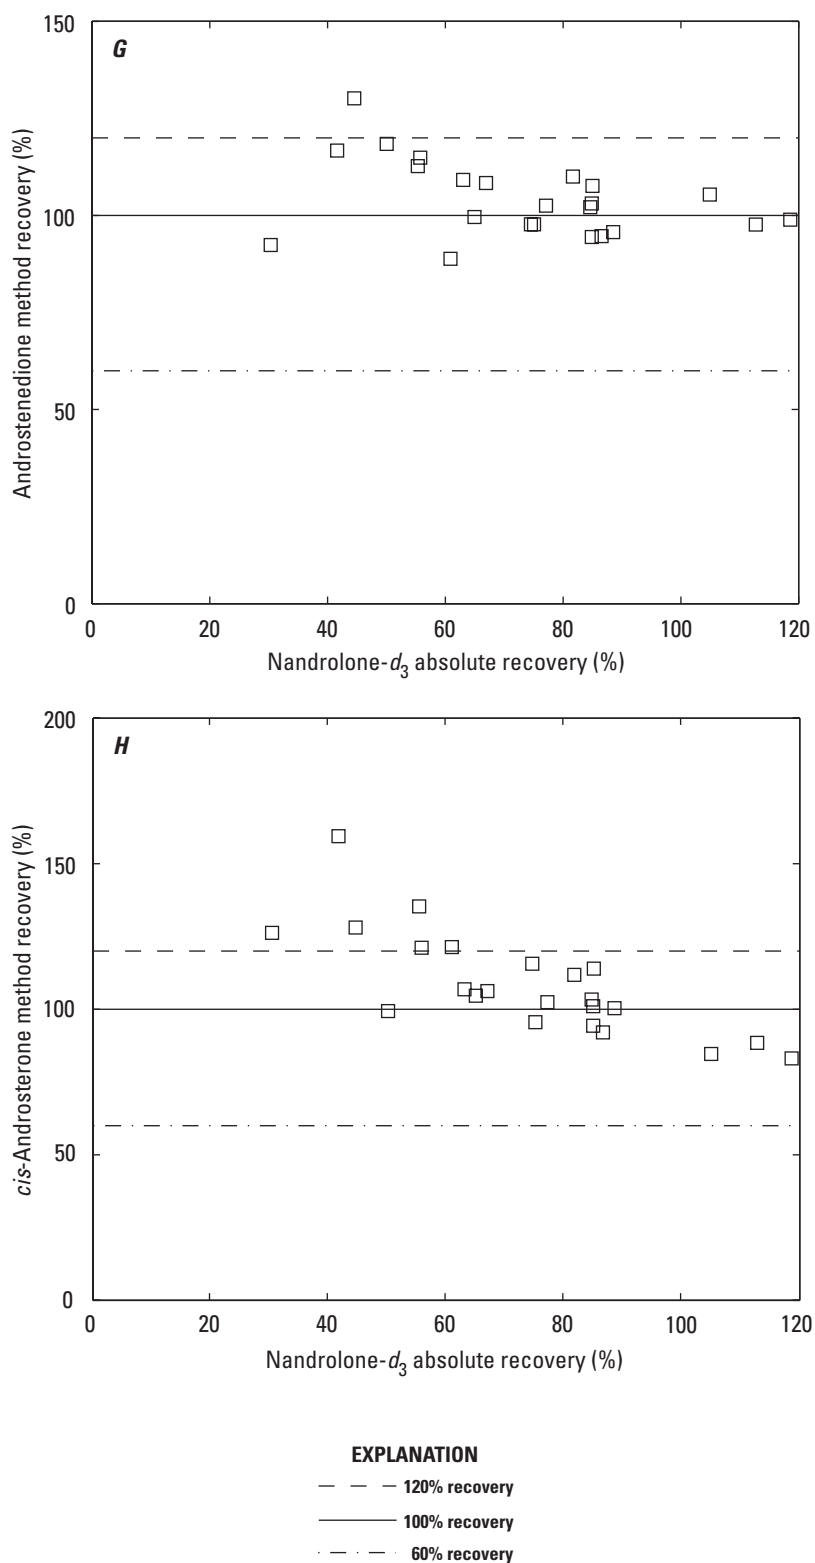 150
G
100
50
0
Androstenedione method recovery (%)
0 20 40 60 80 100 120
Nandrolone-d3 absolute recovery (%)
200
H
150
100
50
0
cis-Androsterone method recovery (%)
0 20 40 60 80 100 120
Nandrolone-d3 absolute recovery (%)
EXPLANATION
120% recovery
100% recovery
60% recovery